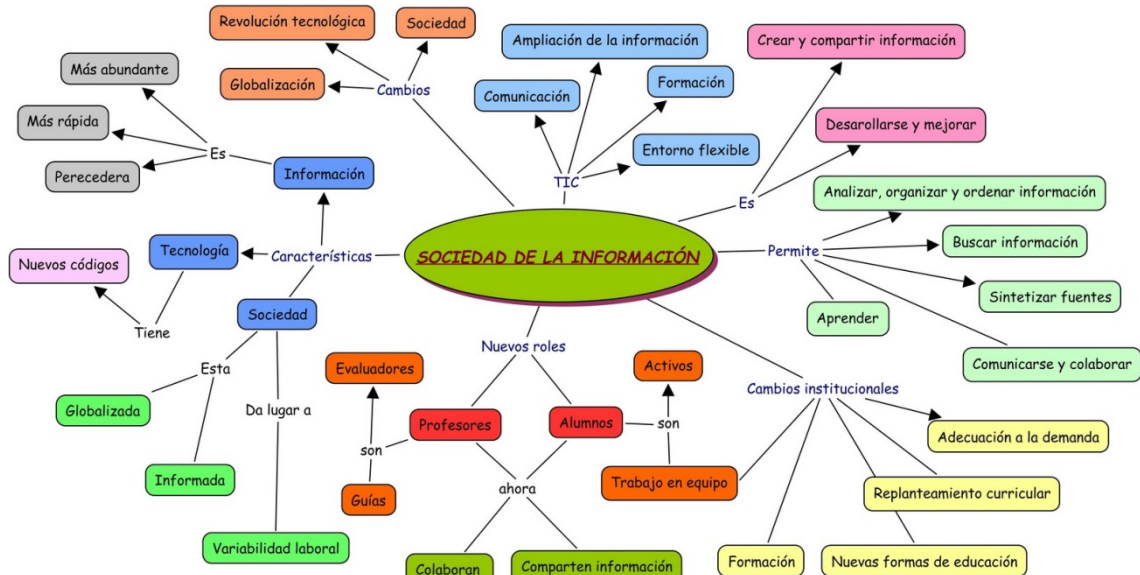 Revolución tecnológica
Sociedad
Globalización
Cambios
Ampliación de la información
Comunicación
Formación
Entorno flexible
TIC
Crear y compartir información
Desarollarse y mejorar
Es
Más abundante
Más rápida
Perecedera
Es
Información
Tecnología
Características
Nuevos códigos
Tiene
Sociedad
Esta
Globalizada
Informada
Da lugar a
Variabilidad laboral
SOCIEDAD DE LA INFORMACIÓN
Analizar, organizar y ordenar información
Permite
Buscar información
Sintetizar fuentes
Aprender
Comunicarse y colaborar
Nuevos roles
Evaluadores
Profesores
son
Guías
Alumnos
Activos
son
Trabajo en equipo
ahora
Colaboran
Comparten información
Cambios institucionales
Adecuación a la demanda
Replanteamiento curricular
Formación
Nuevas formas de educación